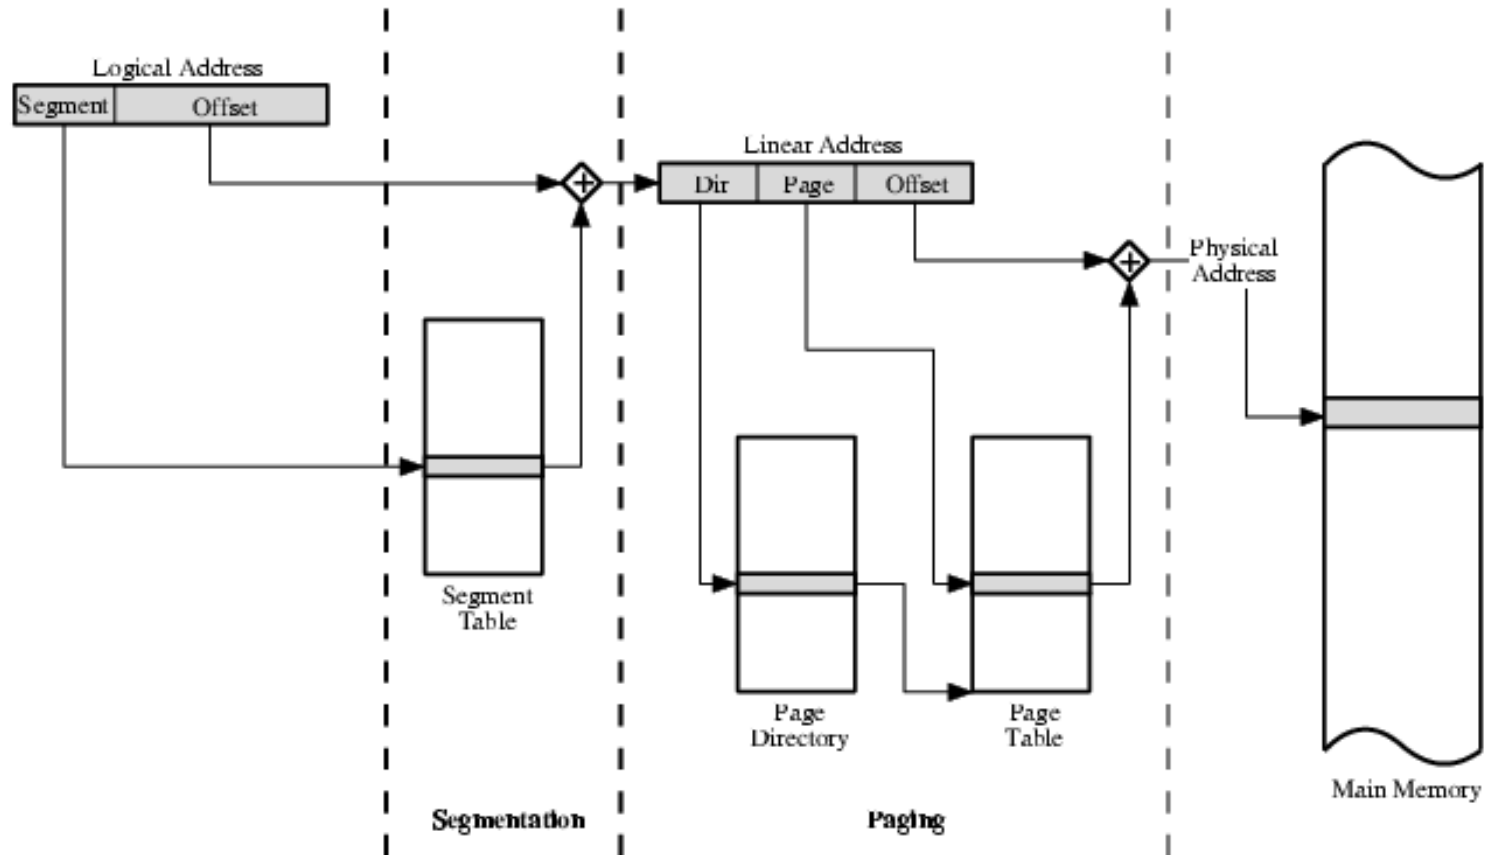 Logical Address
Segment
Offset
Linear Address
Dir
Page
Offset
Physical
Address
Segment
Table
Page
Directory
Page
Table
Main Memory
Segmentation
Paging